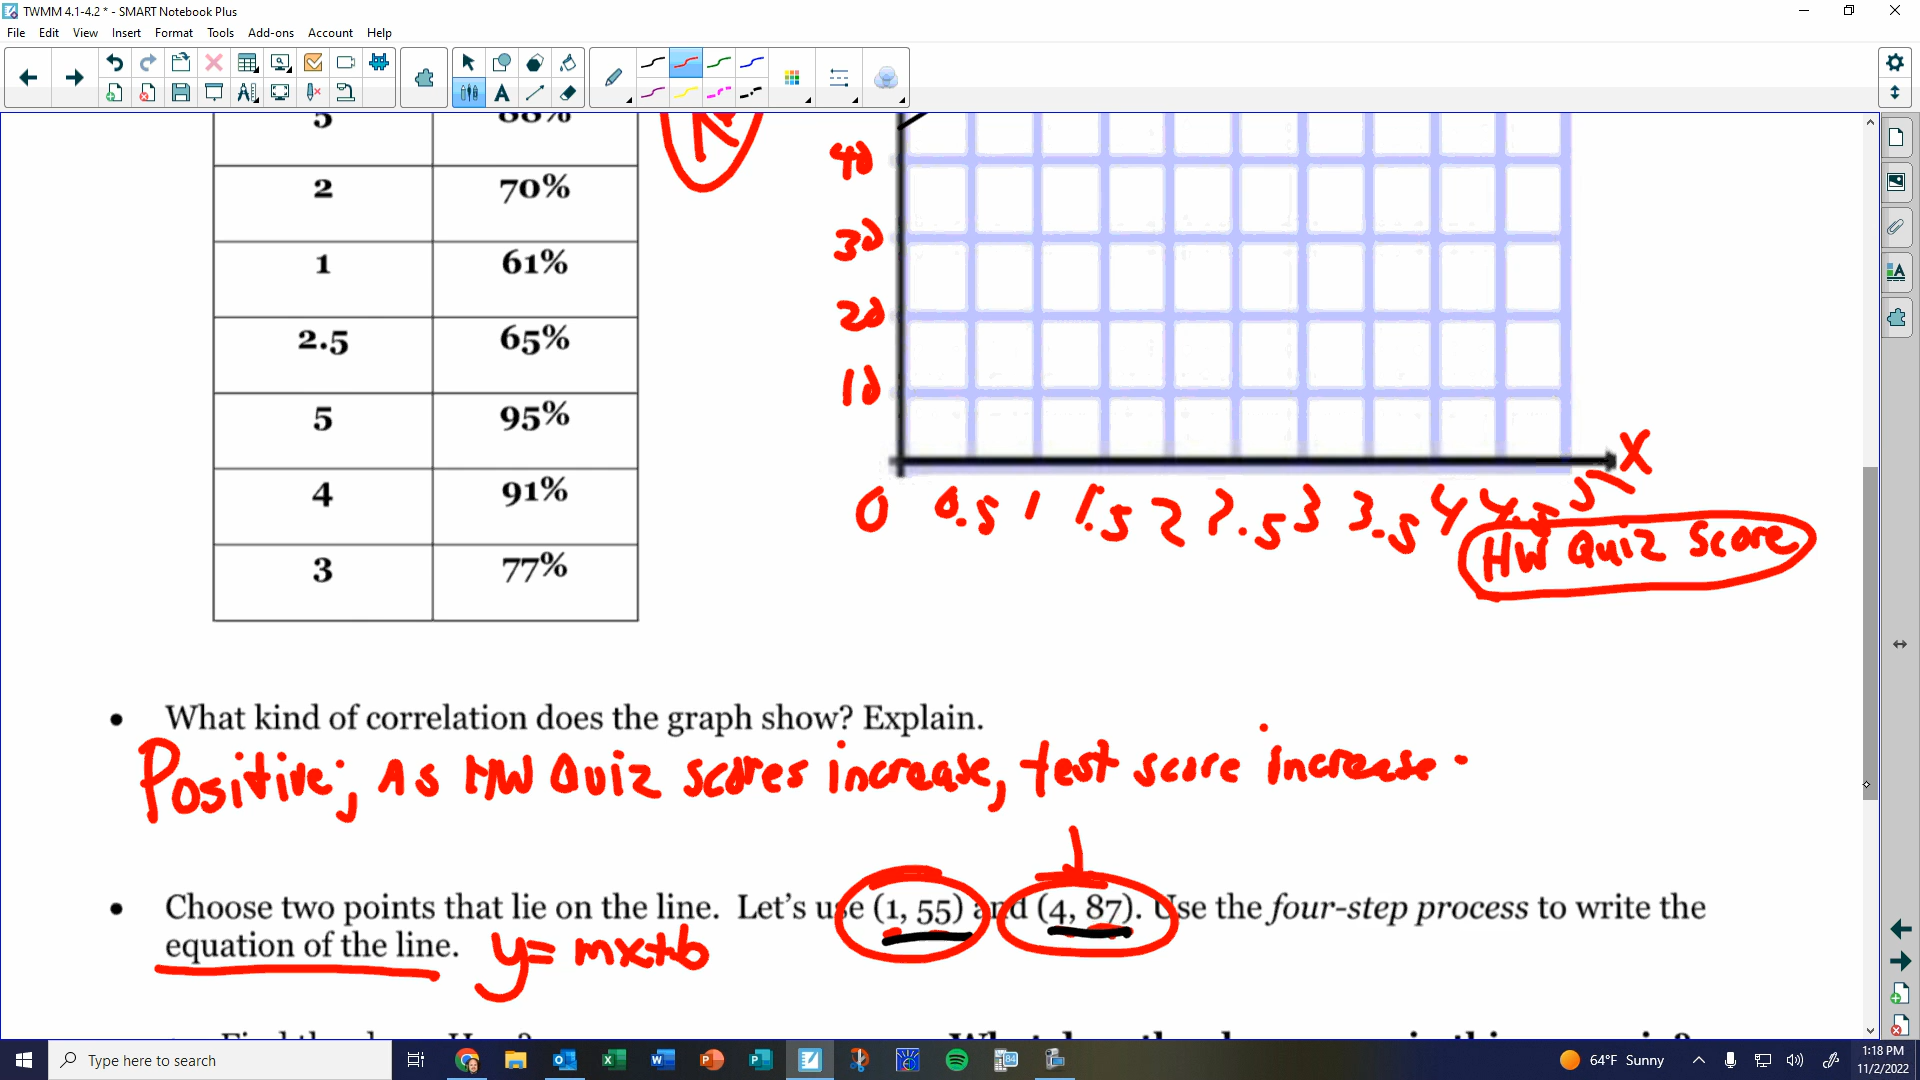 TWMM 4.1-4.2 * - SMART Notebook Plus
File Edit View Insert Format Tools Add-ons Account Help
2 70%
1 61%
2.5 65%
5 95%
4 91%
3 77%
40
30
20
10
X
0 0.5 1 1.5 2 2.5 3 3.5 4 4.5 5
HW Quiz Score
• What kind of correlation does the graph show? Explain.
Positive; As HW Quiz scores increase, test score increase.
• Choose two points that lie on the line. Let's use (1, 55) and (4, 87). Use the four-step process to write the
equation of the line. y = mx+b
Type here to search
64°F Sunny
1:18 PM
11/2/2022